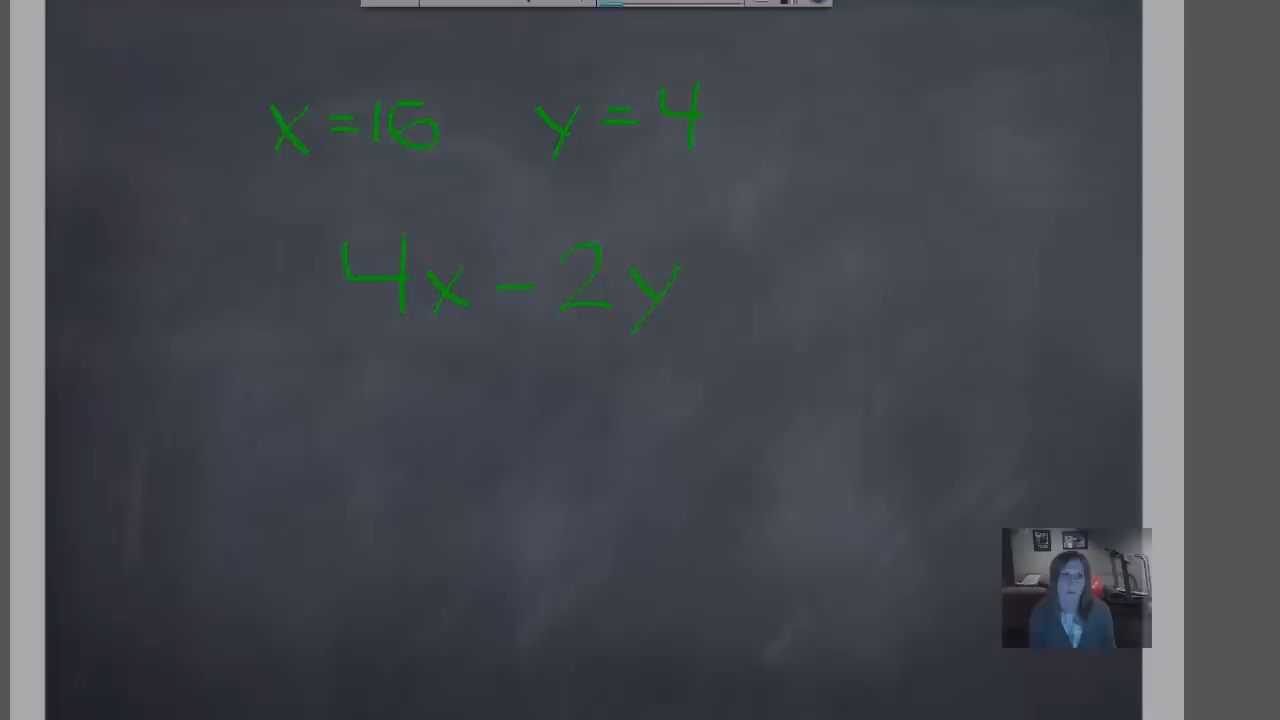 x = 16 y = 4
4x - 2y